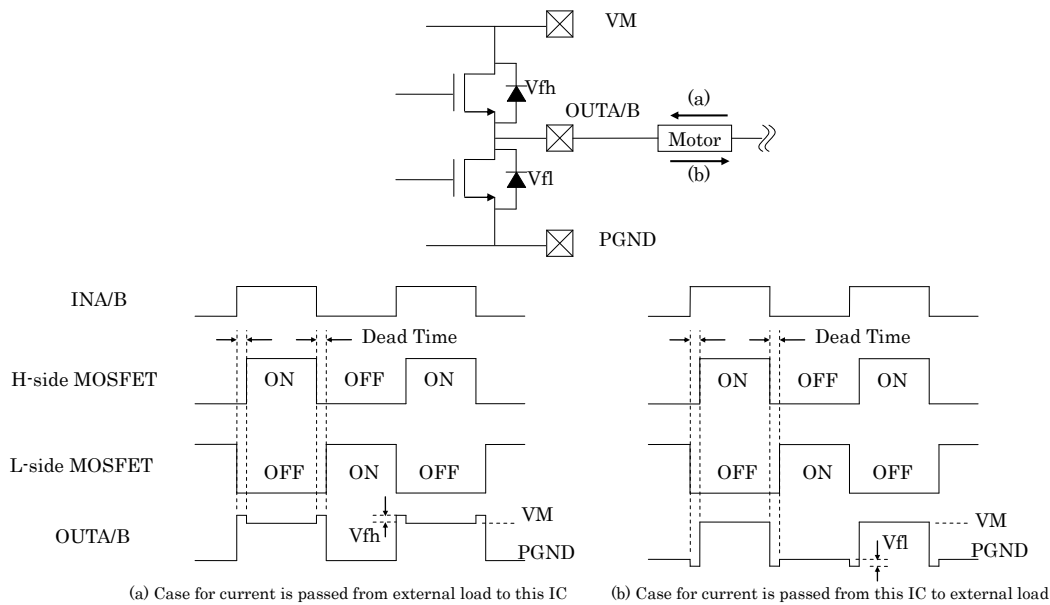 VM
Vfh
OUTA/B
(a)
Motor
(b)
Vfl
PGND
INA/B
Dead Time
Dead Time
H-side MOSFET
ON
OFF
ON
ON
OFF
ON
L-side MOSFET
OFF
ON
OFF
OFF
ON
OFF
OUTA/B
Vfh
VM
PGND
Vfl
VM
PGND
(a) Case for current is passed from external load to this IC
(b) Case for current is passed from this IC to external load